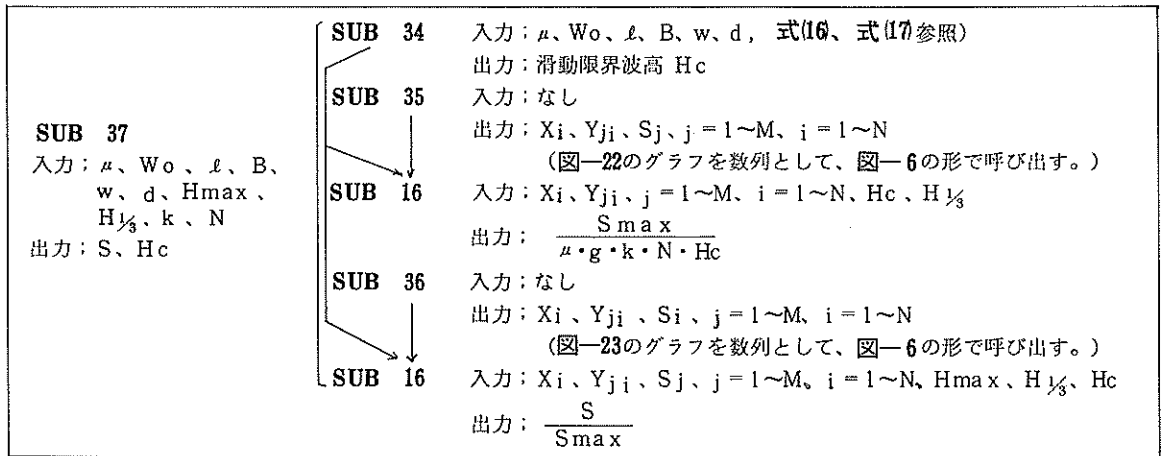 SUB 37
入力；μ、Wo、ℓ、B、
w、d、Hmax、
H⅓、k、N
出力；S、Hc
SUB 34 入力；μ、Wo、ℓ、B、w、d, 式(16)、式(17)参照)
出力；滑動限界波高 Hc
SUB 35 入力；なし
出力；Xi、Yji、Sj、j = 1～M、i = 1～N
(図—22のグラフを数列として、図—6の形で呼び出す。)
SUB 16 入力；Xi、Yji、j = 1～M、i = 1～N、Hc、H⅓
出力； Smax
μ・g・k・N・Hc
SUB 36 入力；なし
出力；Xi、Yji、Si、j = 1～M、i = 1～N
(図—23のグラフを数列として、図—6の形で呼び出す。)
SUB 16 入力；Xi、Yji、Sj、j = 1～M、i = 1～N、Hmax、H⅓、Hc
出力； S
Smax